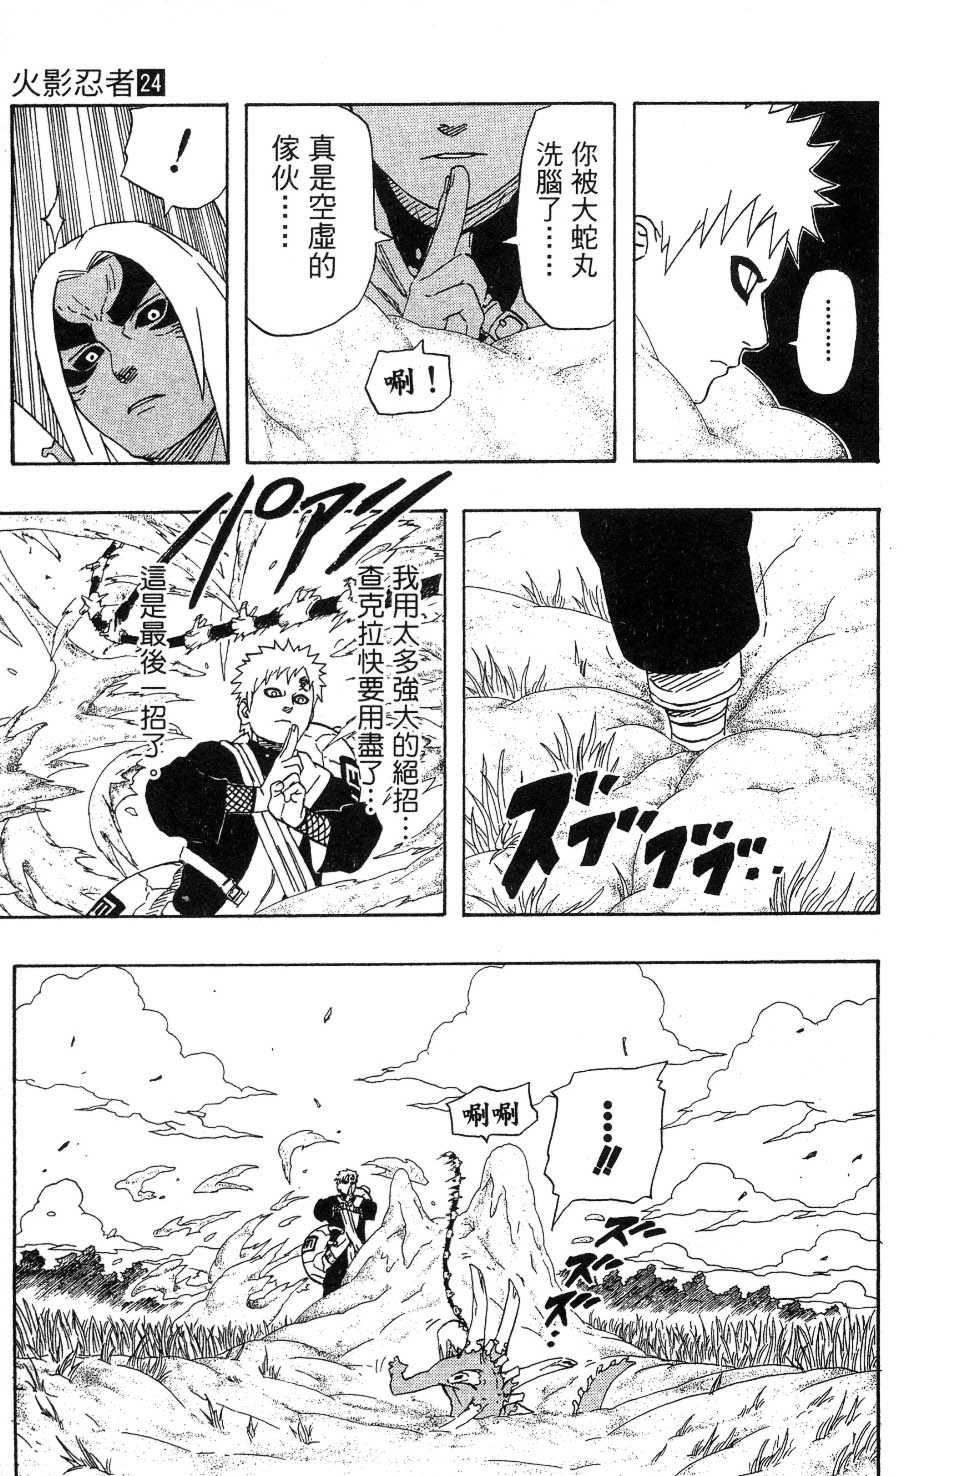 火影忍者24
………
你被大蛇丸
洗腦了……
真是空虛的
傢伙……
唰！
！
ズブブブ‥
我用太多強大的絕招…
查克拉快要用盡了…
這是最後一招了。
パアン
……!!
唰唰
ズー
ズズ
ズ…